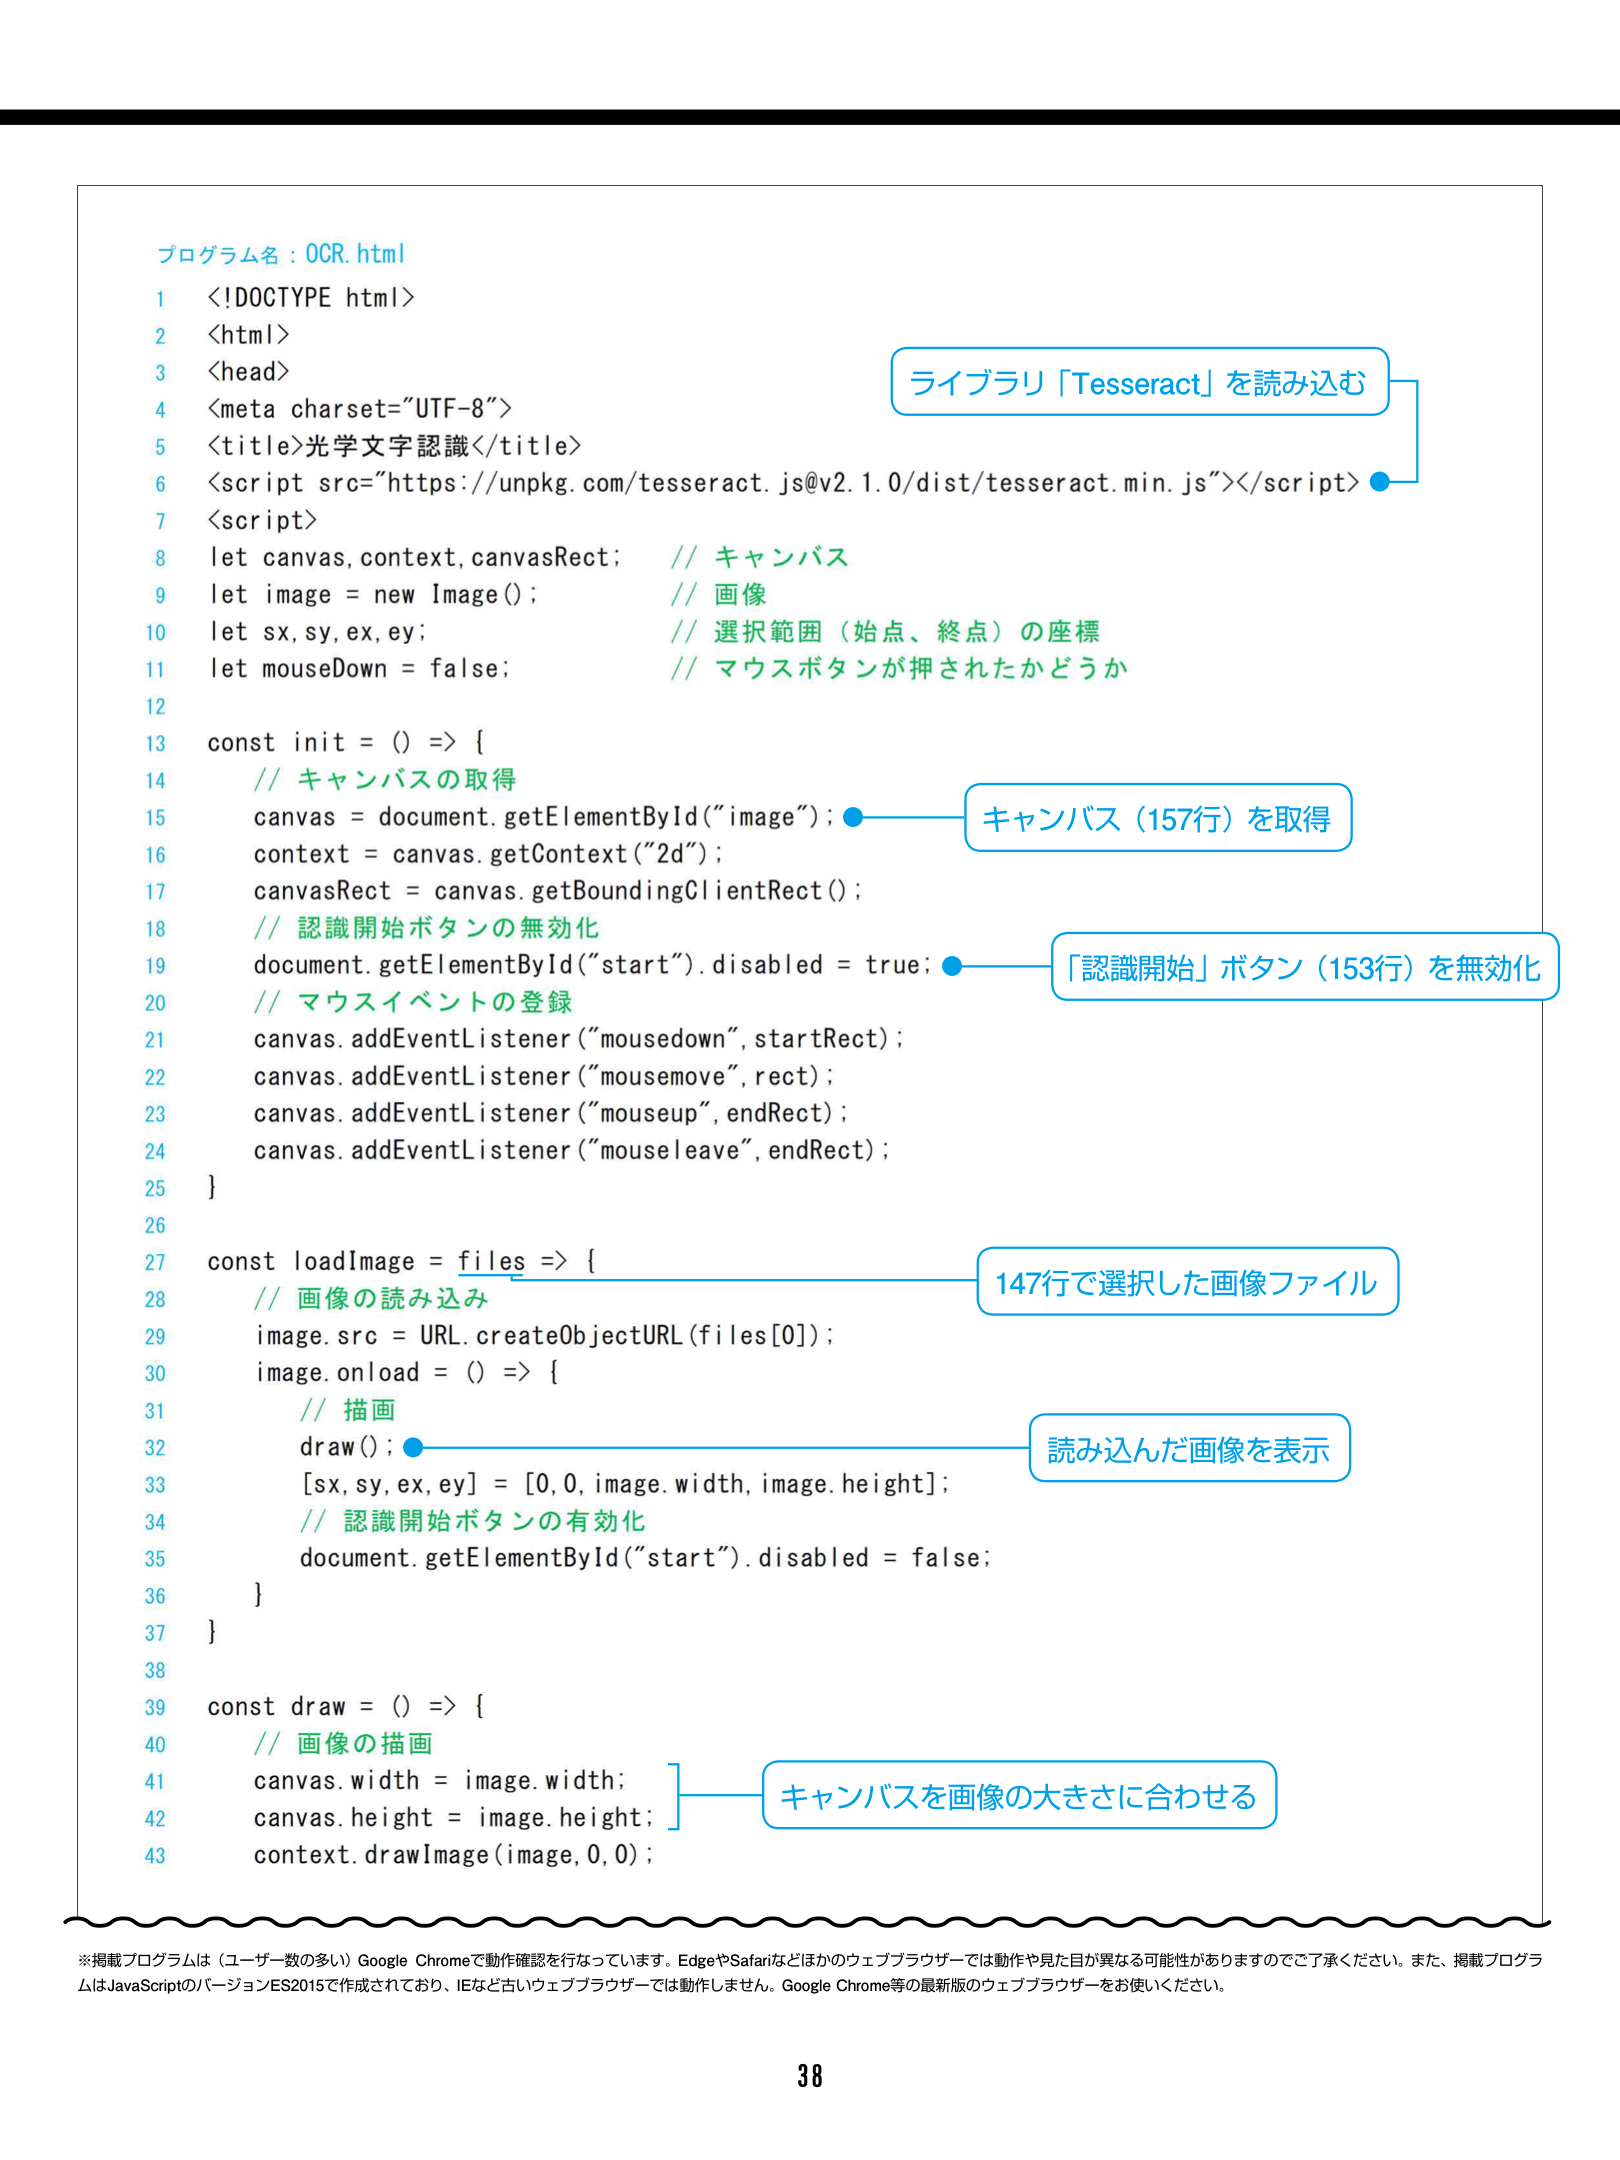 プログラム名：OCR.html
1 <!DOCTYPE html>
2 <html>
3 <head>
ライブラリ「Tesseract」を読み込む
4 <meta charset="UTF-8">
5 <title>光学文字認識</title>
6 <script src="https://unpkg.com/tesseract.js@v2.1.0/dist/tesseract.min.js"></script>
7 <script>
8 let canvas,context,canvasRect; // キャンバス
9 let image = new Image(); // 画像
10 let sx,sy,ex,ey; // 選択範囲（始点、終点）の座標
11 let mouseDown = false; // マウスボタンが押されたかどうか
12
13 const init = () => {
14 // キャンバスの取得
15 canvas = document.getElementById("image"); キャンバス（157行）を取得
16 context = canvas.getContext("2d");
17 canvasRect = canvas.getBoundingClientRect();
18 // 認識開始ボタンの無効化
19 document.getElementById("start").disabled = true; 「認識開始」ボタン（153行）を無効化
20 // マウスイベントの登録
21 canvas.addEventListener("mousedown",startRect);
22 canvas.addEventListener("mousemove",rect);
23 canvas.addEventListener("mouseup",endRect);
24 canvas.addEventListener("mouseleave",endRect);
25 }
26
27 const loadImage = files => { 147行で選択した画像ファイル
28 // 画像の読み込み
29 image.src = URL.createObjectURL(files[0]);
30 image.onload = () => {
31 // 描画
32 draw(); 読み込んだ画像を表示
33 [sx,sy,ex,ey] = [0,0,image.width,image.height];
34 // 認識開始ボタンの有効化
35 document.getElementById("start").disabled = false;
36 }
37 }
38
39 const draw = () => {
40 // 画像の描画
41 canvas.width = image.width; キャンバスを画像の大きさに合わせる
42 canvas.height = image.height;
43 context.drawImage(image,0,0);
※掲載プログラムは（ユーザー数の多い）Google Chromeで動作確認を行なっています。EdgeやSafariなどほかのウェブブラウザーでは動作や見た目が異なる可能性がありますのでご了承ください。また、掲載プログラ
ムはJavaScriptのバージョンES2015で作成されており、IEなど古いウェブブラウザーでは動作しません。Google Chrome等の最新版のウェブブラウザーをお使いください。
38